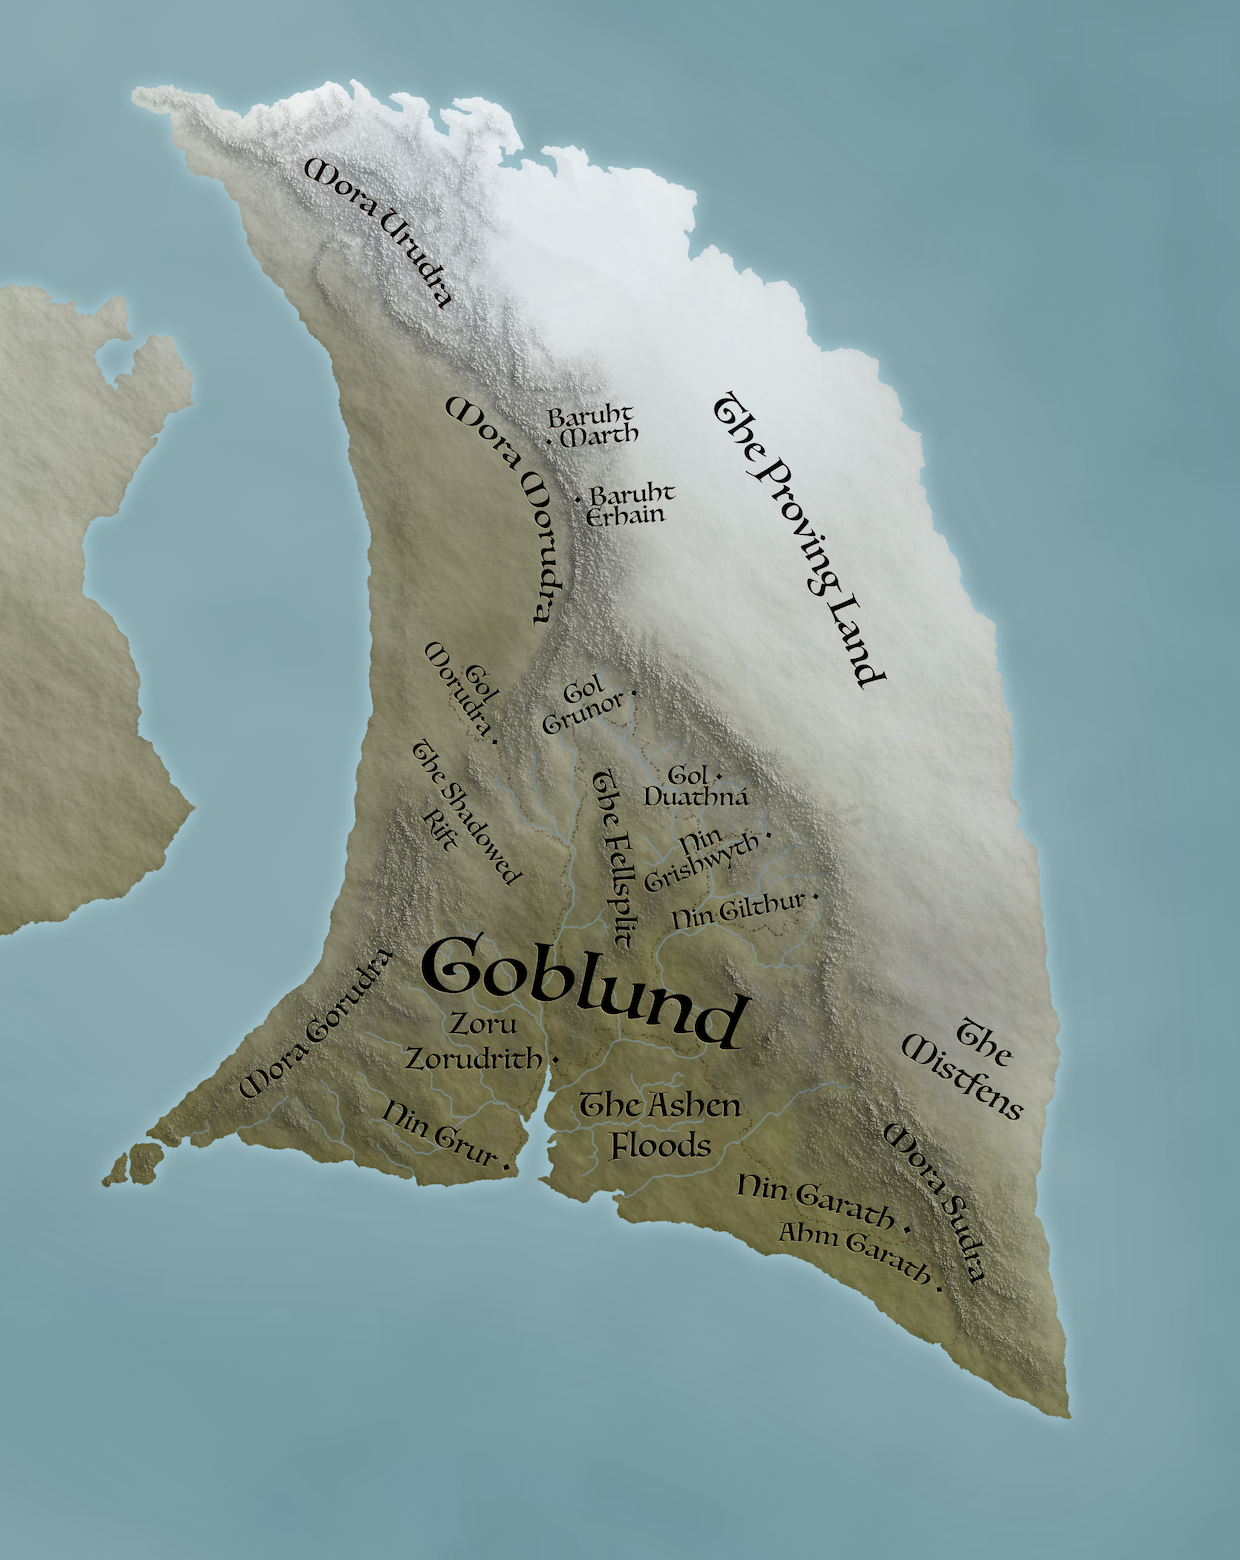 Mora Urudra
Mora Morudra
Baruht
Marth
Baruht
Erhain
The Proving Land
Gol
Morudra
Gol
Grunor
The Shadowed
Rift
The Fellsplit
Gol
Duathná
Nin
Grishwyth
Nin Gilthur
Goblund
Mora Gorudra
Zoru
Zorudrith
The
Mistfens
Nin Grur
The Ashen
Floods
Mora Sudra
Nin Garath
Ahm Garath